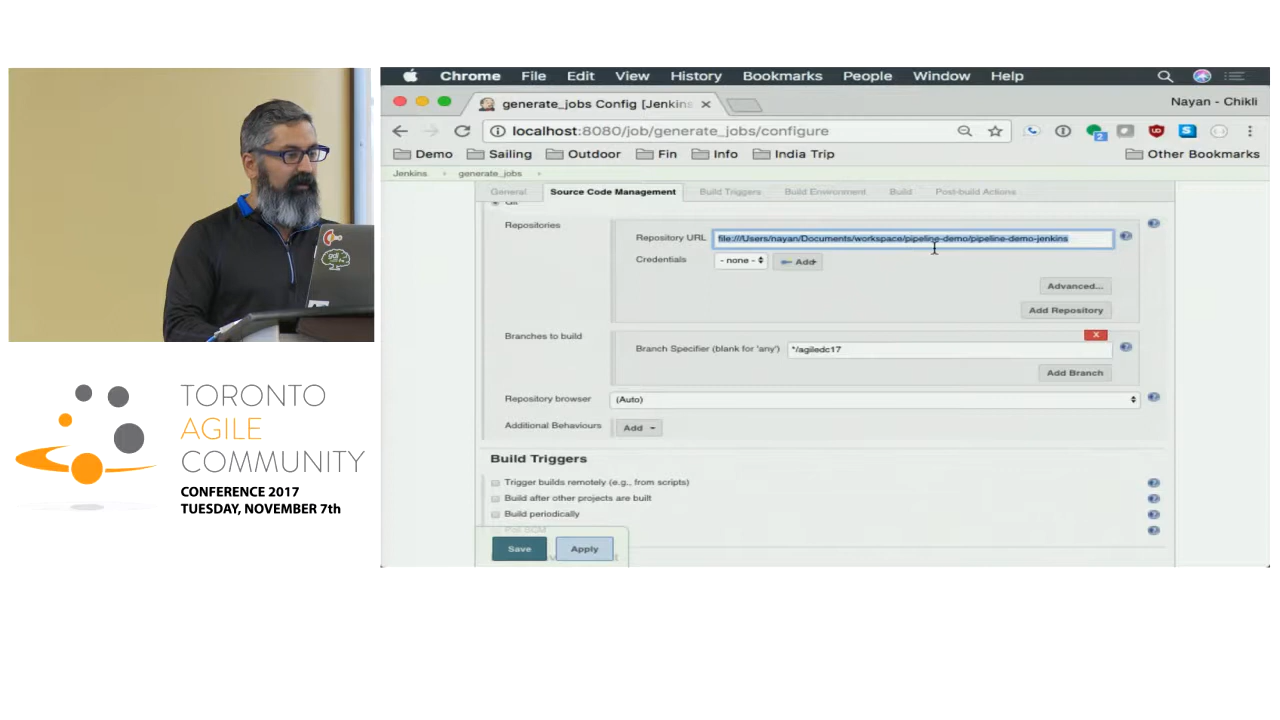 Chrome File Edit View History Bookmarks People Window Help
generate_jobs Config [Jenkins
Nayan - Chikli
localhost:8080/job/generate_jobs/configure
Demo Sailing Outdoor Fin Info India Trip Other Bookmarks
Jenkins generate_jobs
General Source Code Management Build Triggers Build Environment Build Post-build Actions
Git
Repositories
Repository URL file:///Users/nayan/Documents/workspace/pipeline-demo/pipeline-demo-jenkins
Credentials - none - Add
Advanced...
Add Repository
Branches to build
X
Branch Specifier (blank for 'any') */agiledc17
Add Branch
Repository browser (Auto)
Additional Behaviours Add
Build Triggers
Trigger builds remotely (e.g., from scripts)
Build after other projects are built
Build periodically
Poll SCM
Save Apply
TORONTO
AGILE
COMMUNITY
CONFERENCE 2017
TUESDAY, NOVEMBER 7th